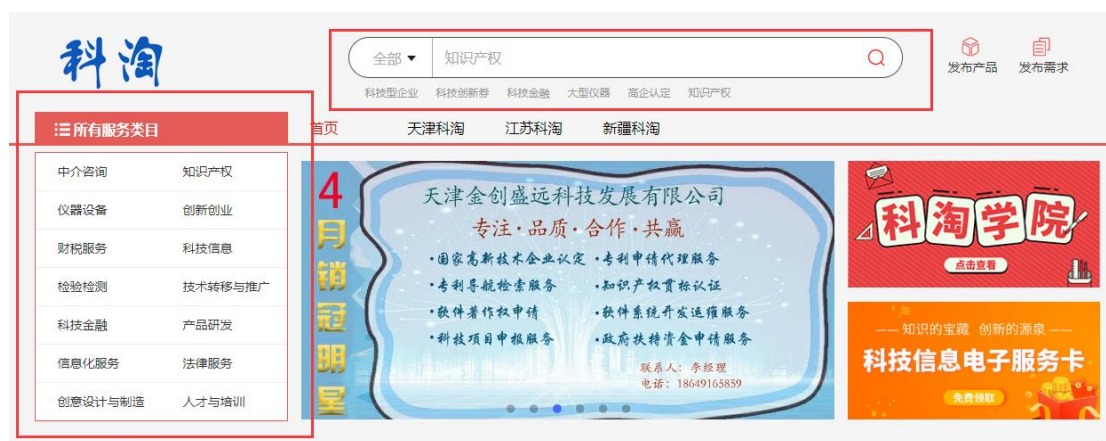 科淘
全部 知识产权
发布产品 发布需求
科技型企业 科技创新券 科技金融 大型仪器 高企认定 知识产权
所有服务类目
首页 天津科淘 江苏科淘 新疆科淘
中介咨询 知识产权
仪器设备 创新创业
财税服务 科技信息
检验检测 技术转移与推广
科技金融 产品研发
信息化服务 法律服务
创意设计与制造 人才与培训
4月销冠明星
天津金创盛远科技发展有限公司
专注·品质·合作·共赢
·国家高新技术企业认定 ·专利申请代理服务
·专利导航检索服务 ·知识产权贯标认证
·软件著作权申请 ·软件系统开发运维服务
·科技项目申报服务 ·政府扶持资金申请服务
联系人：李经理
电话：18649165859
科淘学院
点击查看
知识的宝藏 创新的源泉
科技信息电子服务卡
免费领取